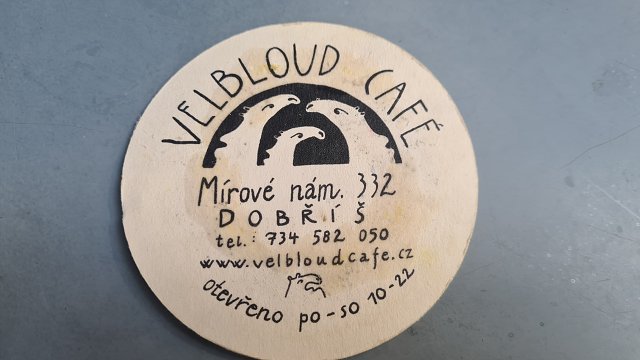 VELBLOUD CAFÉ
Mírové nám. 332
DOBŘÍŠ
tel.: 734 582 050
www.velbloudcafe.cz
otevřeno po-so 10-22